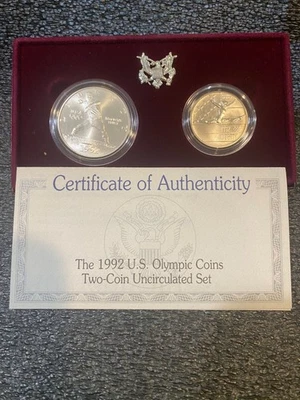 Certificate of Authenticity
The 1992 U.S. Olympic Coins
Two-Coin Uncirculated Set